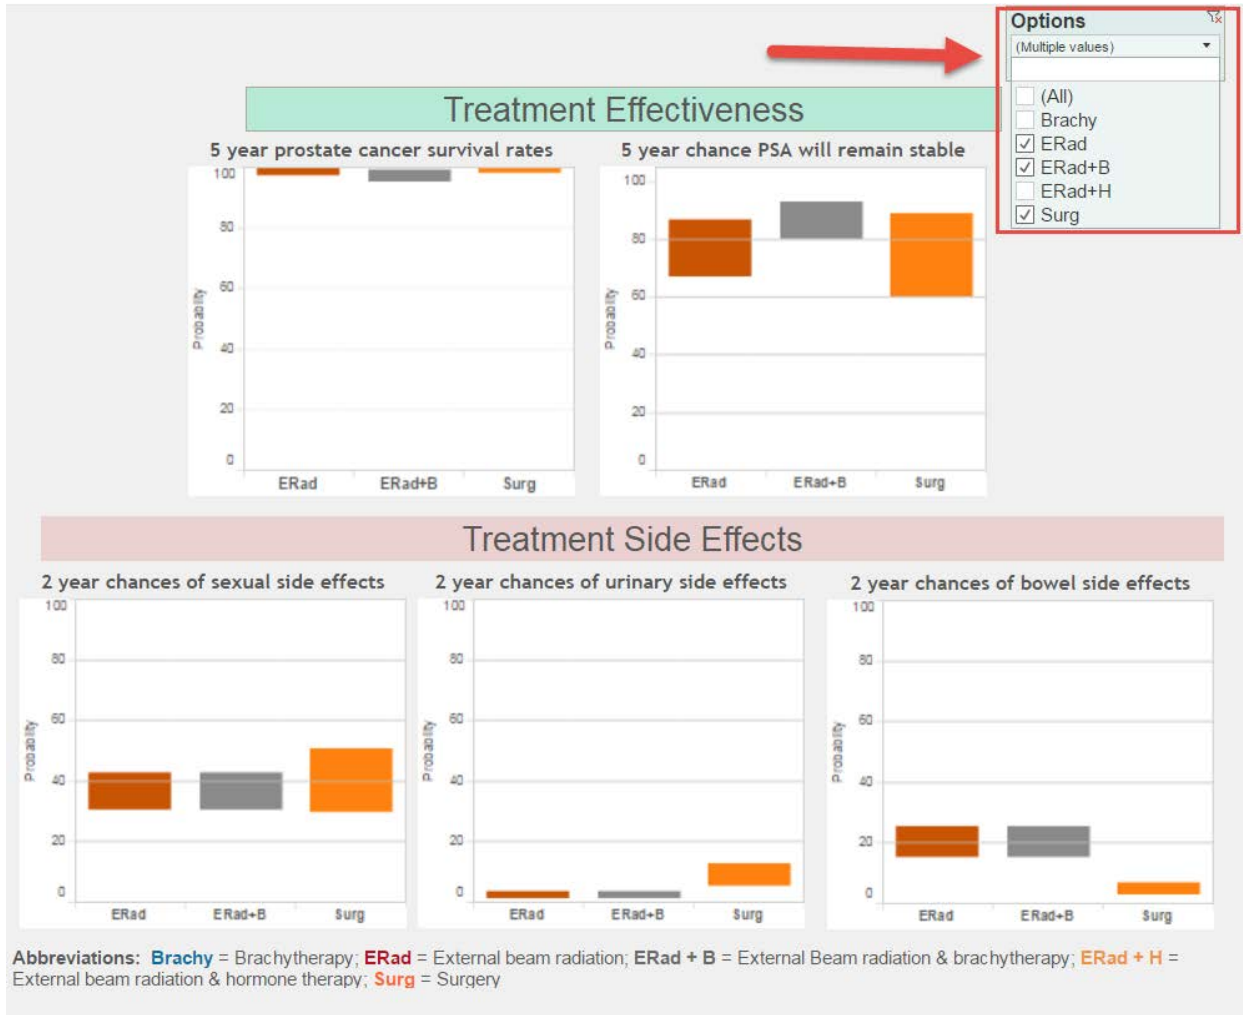 Options
(Multiple values)
(All)
Brachy
ERad
ERad+B
ERad+H
Surg
Treatment Effectiveness
5 year prostate cancer survival rates
100
80
60
40
20
0
Probablity
ERad ERad+B Surg
5 year chance PSA will remain stable
100
80
60
40
20
0
Probablity
ERad ERad+B Surg
Treatment Side Effects
2 year chances of sexual side effects
100
80
60
40
20
0
Probablity
ERad ERad+B Surg
2 year chances of urinary side effects
100
80
60
40
20
0
Probablity
ERad ERad+B Surg
2 year chances of bowel side effects
100
80
60
40
20
0
Probablity
ERad ERad+B Surg
Abbreviations: Brachy = Brachytherapy; ERad = External beam radiation; ERad + B = External Beam radiation & brachytherapy; ERad + H =
External beam radiation & hormone therapy; Surg = Surgery